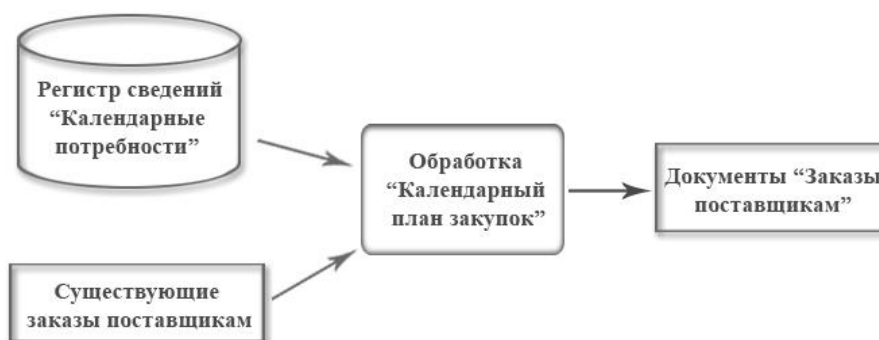 Регистр сведений
“Календарные
потребности”
Обработка
“Календарный
план закупок”
Документы “Заказы
поставщикам”
Существующие
заказы поставщикам